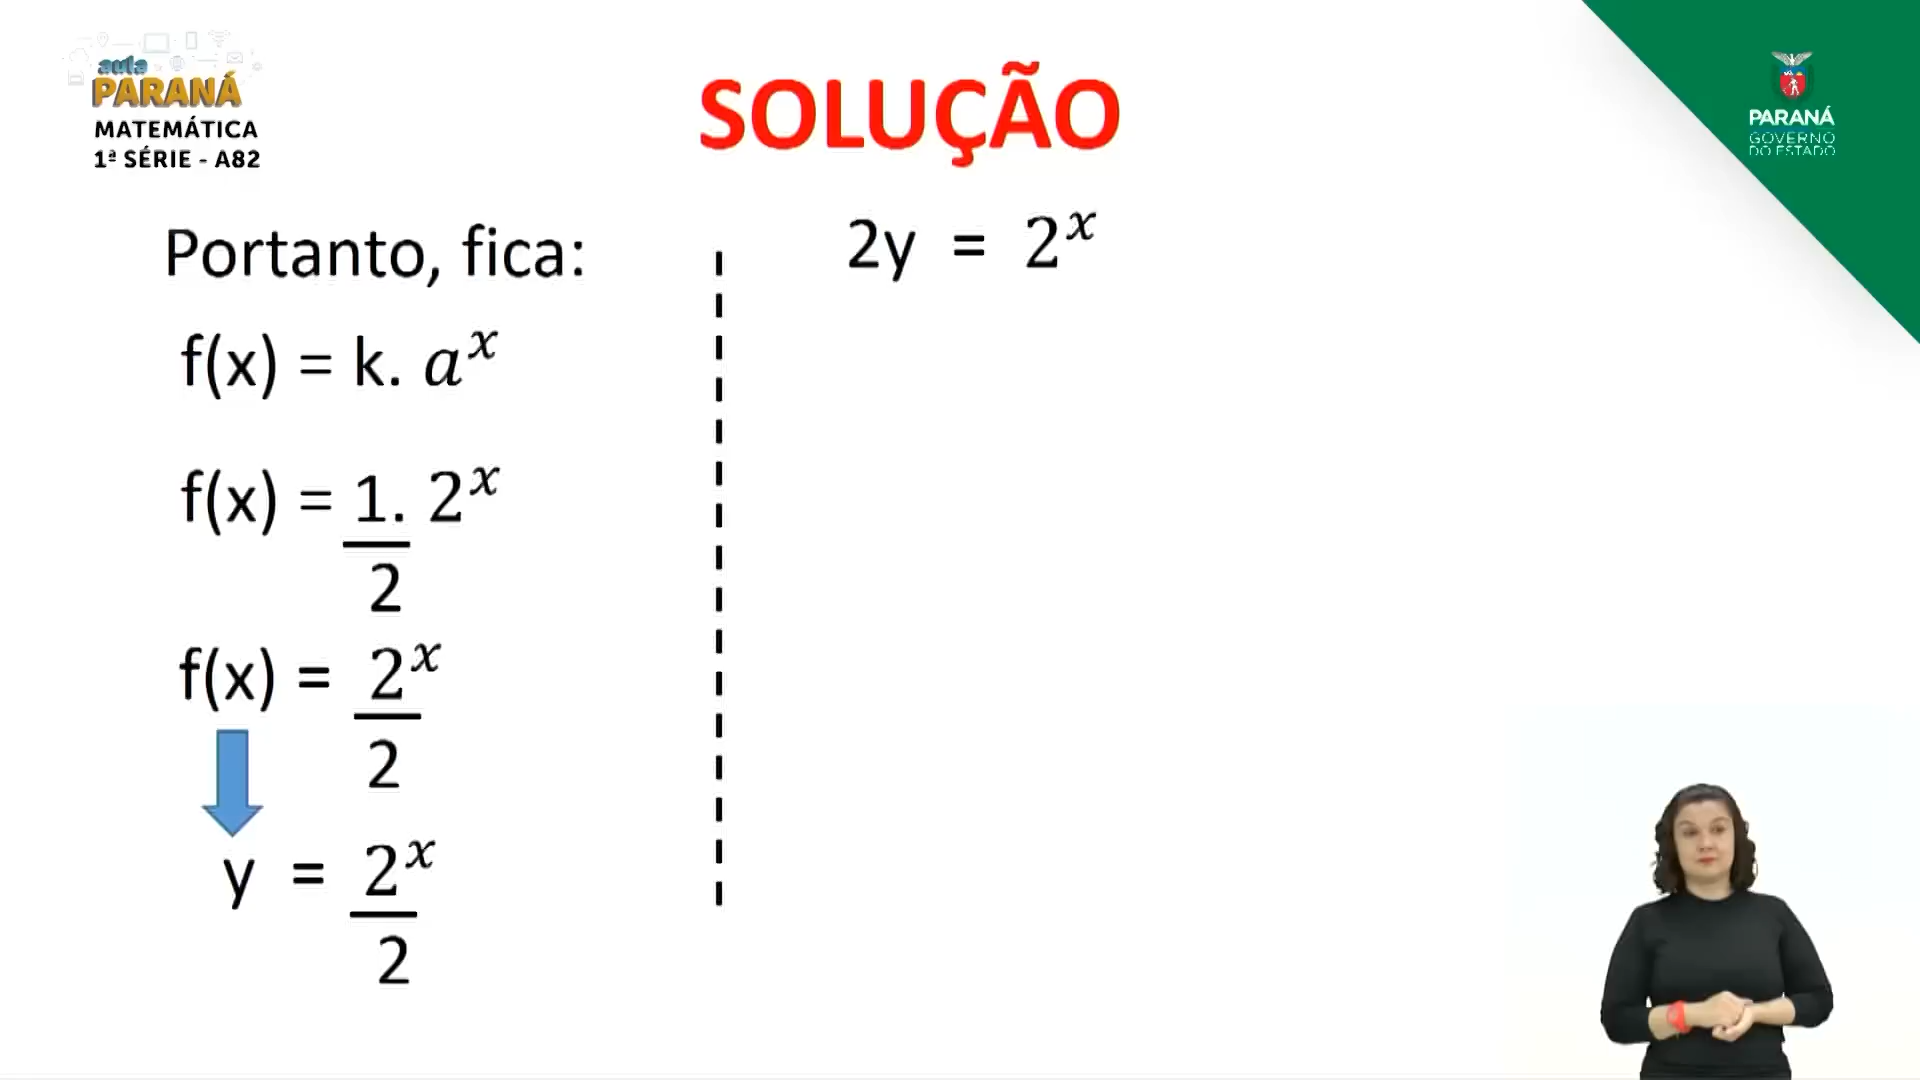 aula
PARANÁ
MATEMÁTICA
1ª SÉRIE - A82
SOLUÇÃO
PARANÁ
GOVERNO
DO ESTADO
Portanto, fica:
f(x) = k. a^x
f(x) = 1. 2^x
2
f(x) = 2^x
2
y = 2^x
2
2y = 2^x